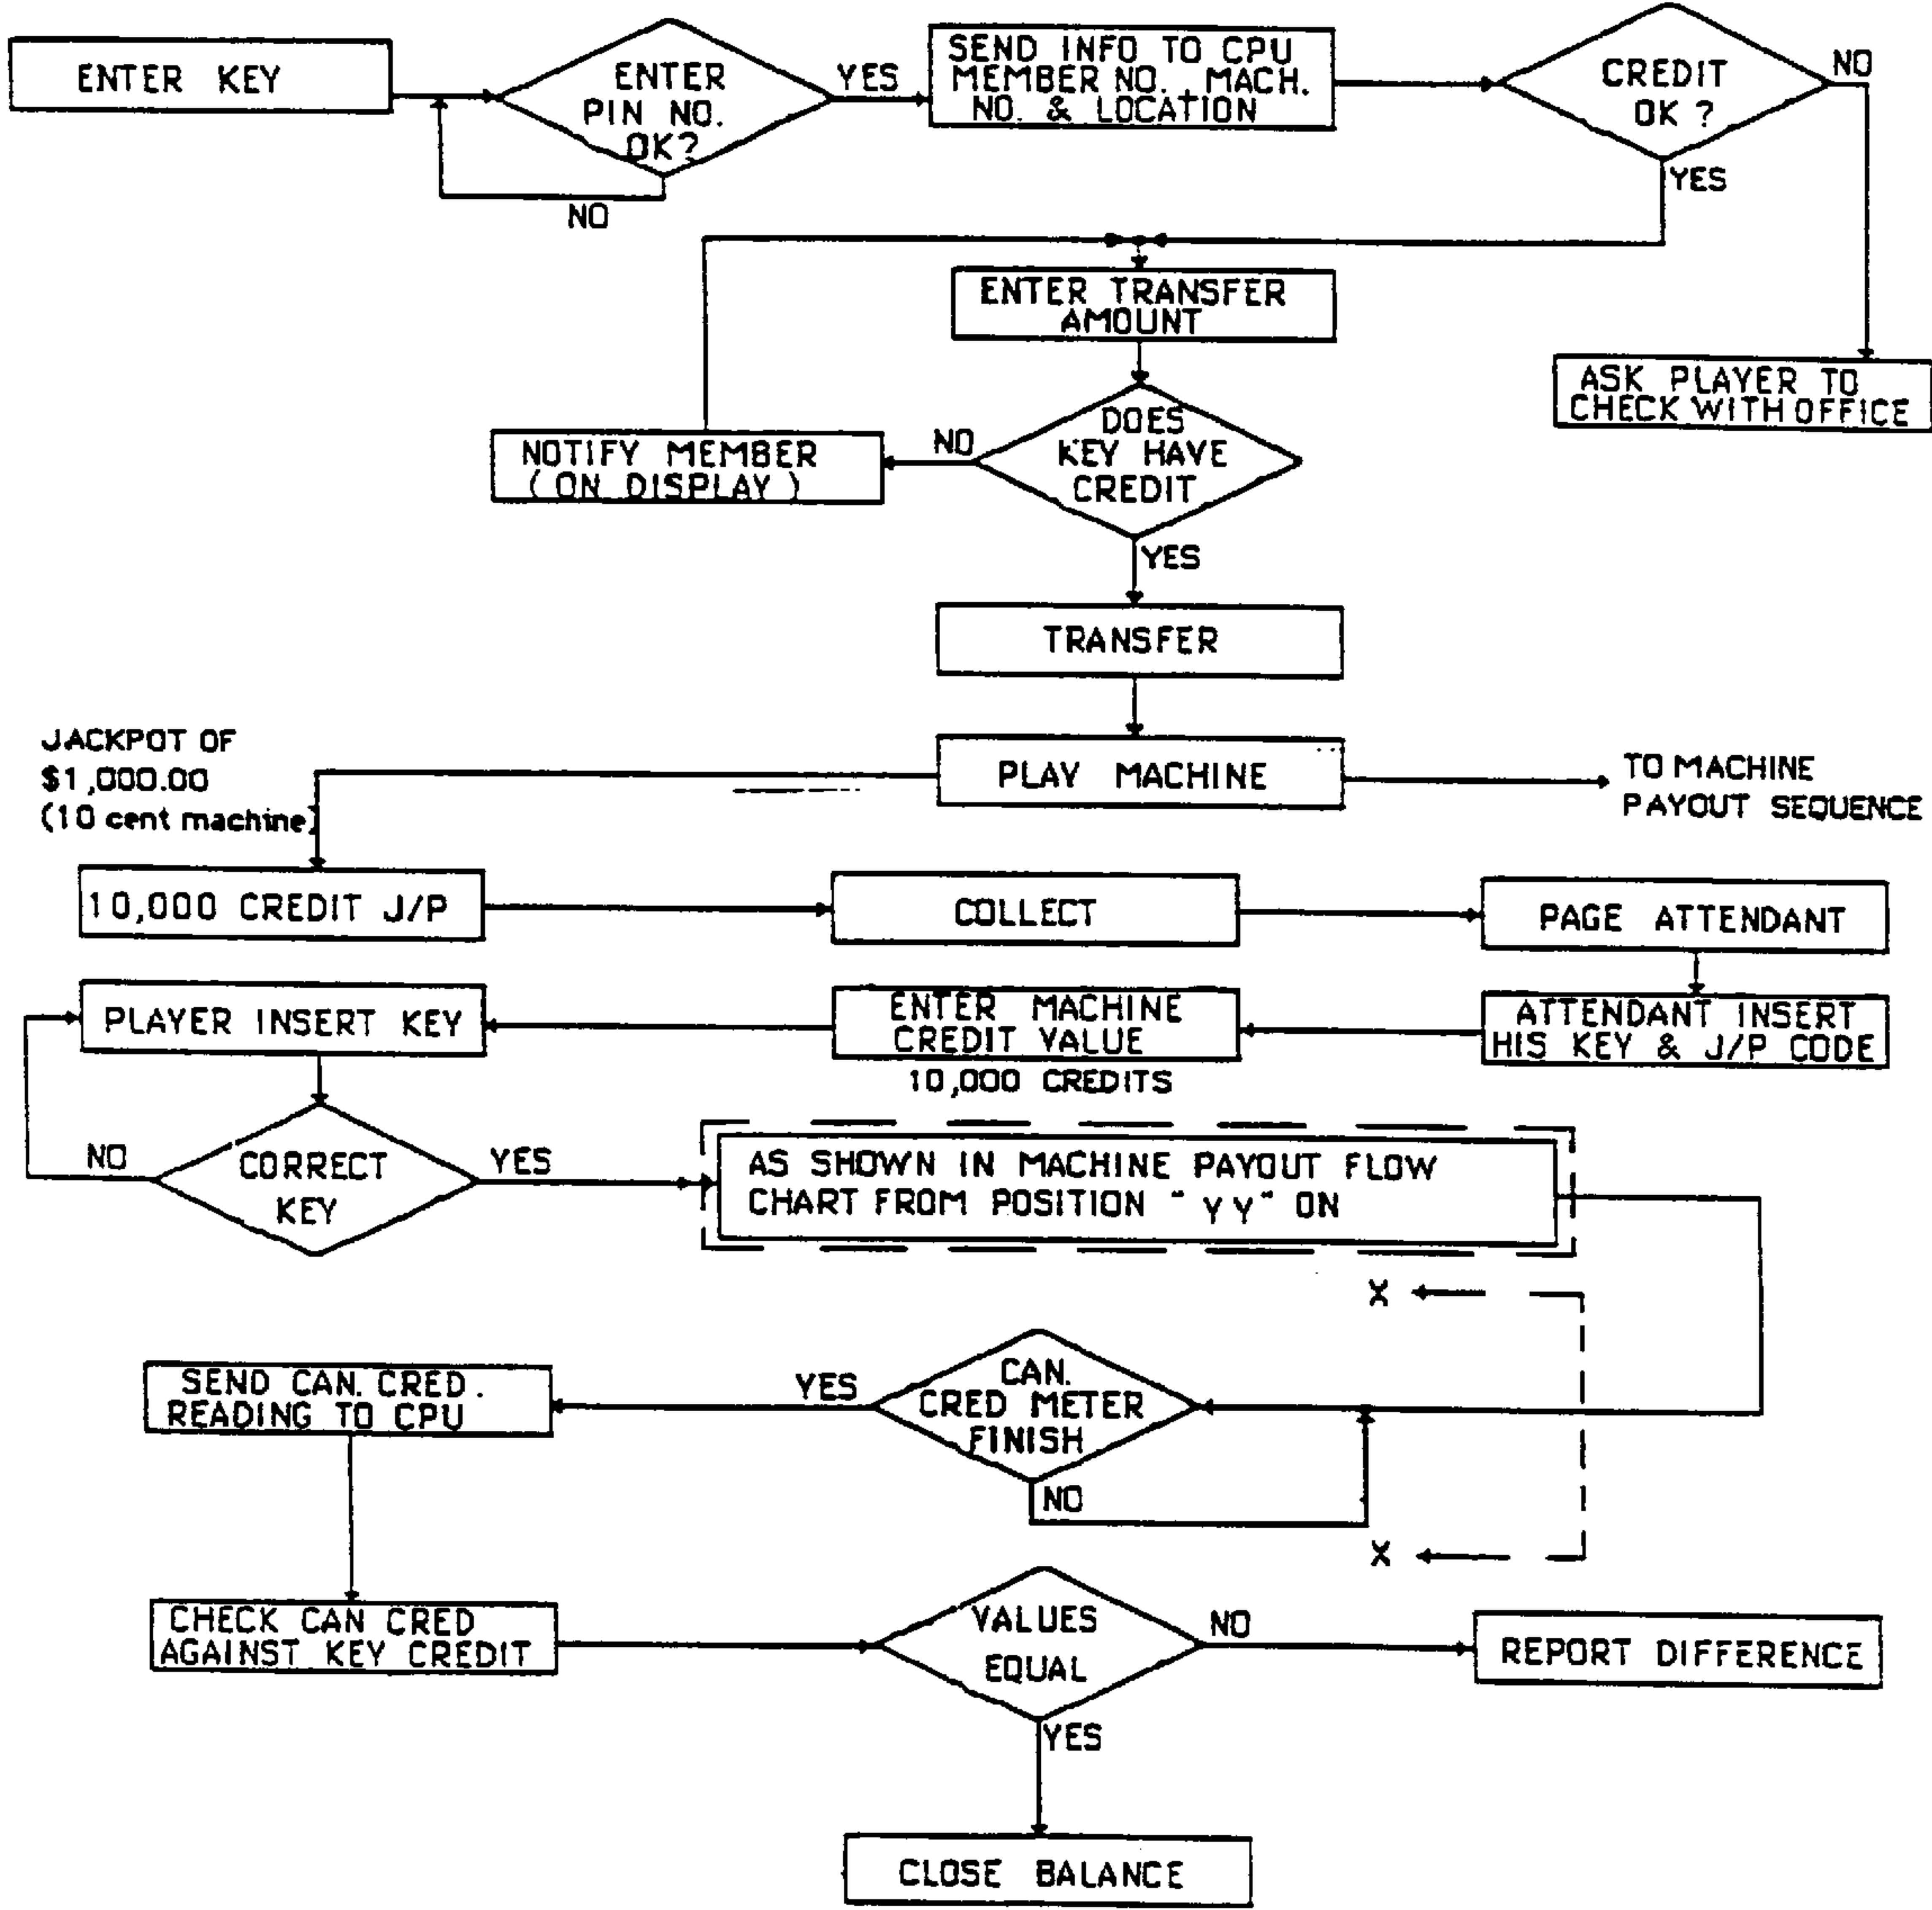 ENTER KEY
ENTER
PIN NO.
OK?
YES
NO
SEND INFO TO CPU
MEMBER NO. MACH.
NO. & LOCATION
CREDIT
OK ?
NO
YES
ENTER TRANSFER
AMOUNT
ASK PLAYER TO
CHECK WITH OFFICE
DOES
KEY HAVE
CREDIT
NO
NOTIFY MEMBER
( ON DISPLAY )
YES
TRANSFER
PLAY MACHINE
JACKPOT OF
$1,000.00
(10 cent machine)
TO MACHINE
PAYOUT SEQUENCE
10,000 CREDIT J/P
COLLECT
PAGE ATTENDANT
ATTENDANT INSERT
HIS KEY & J/P CODE
ENTER MACHINE
CREDIT VALUE
10,000 CREDITS
PLAYER INSERT KEY
CORRECT
KEY
NO
YES
AS SHOWN IN MACHINE PAYOUT FLOW
CHART FROM POSITION " Y Y " ON
X
CAN.
CRED METER
FINISH
YES
NO
SEND CAN. CRED.
READING TO CPU
X
CHECK CAN CRED
AGAINST KEY CREDIT
VALUES
EQUAL
NO
REPORT DIFFERENCE
YES
CLOSE BALANCE